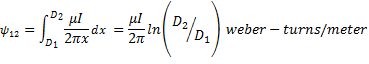 ψ₁₂ = ∫_{D₁}^{D₂} μI/2πx dx = μI/2π ln(D₂/D₁) weber − turns/meter